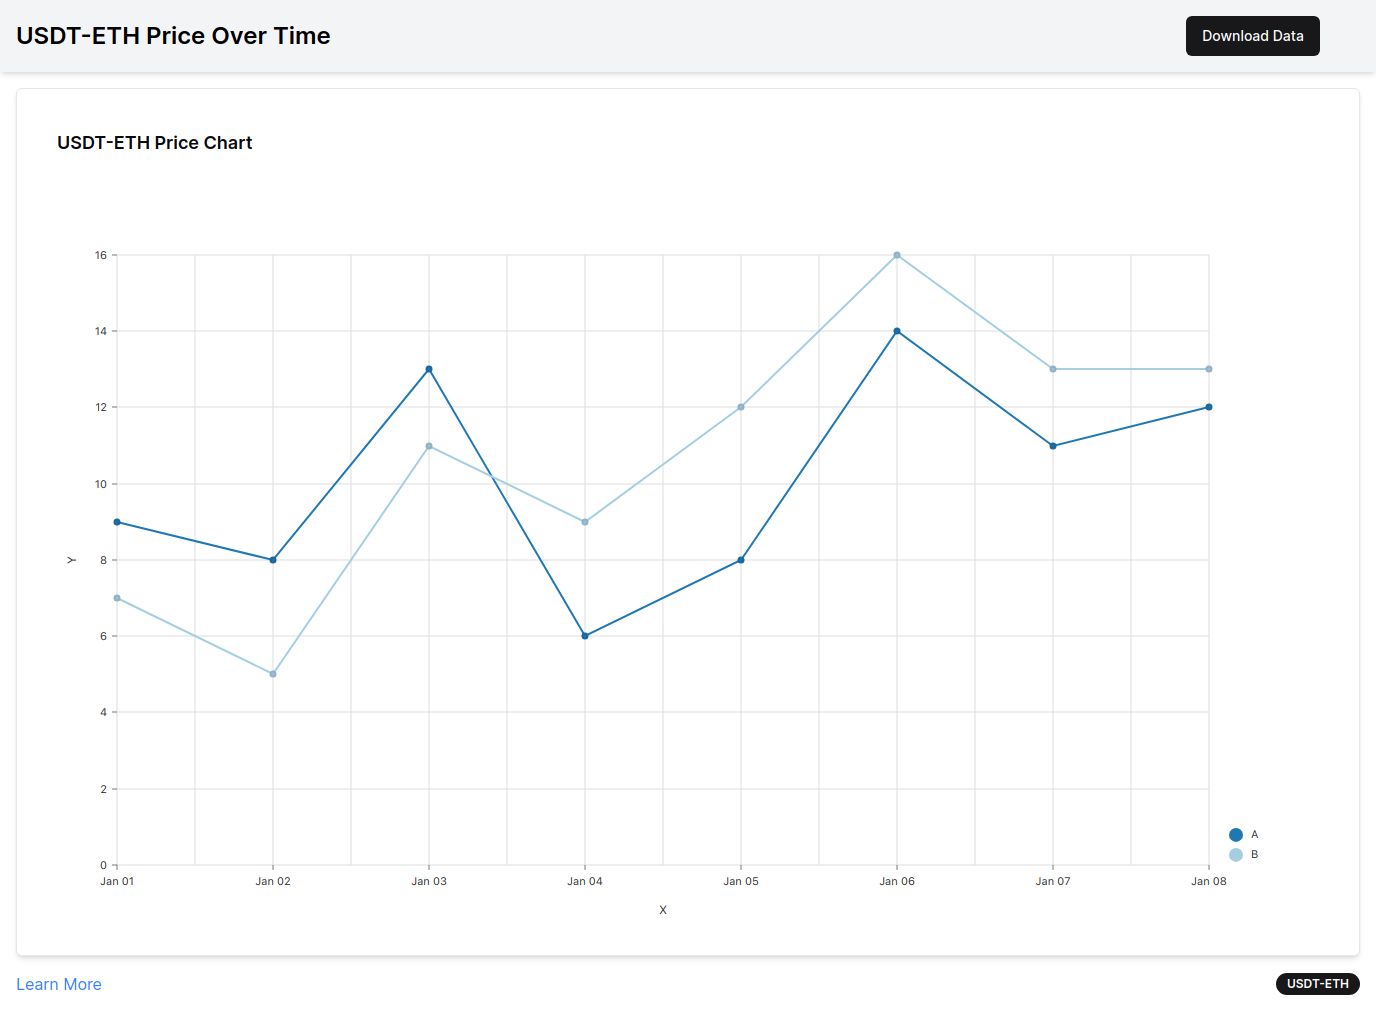 USDT-ETH Price Over Time
Download Data
USDT-ETH Price Chart
16
14
12
10
8
6
4
2
0
Y
Jan 01 Jan 02 Jan 03 Jan 04 Jan 05 Jan 06 Jan 07 Jan 08
X
A
B
Learn More
USDT-ETH